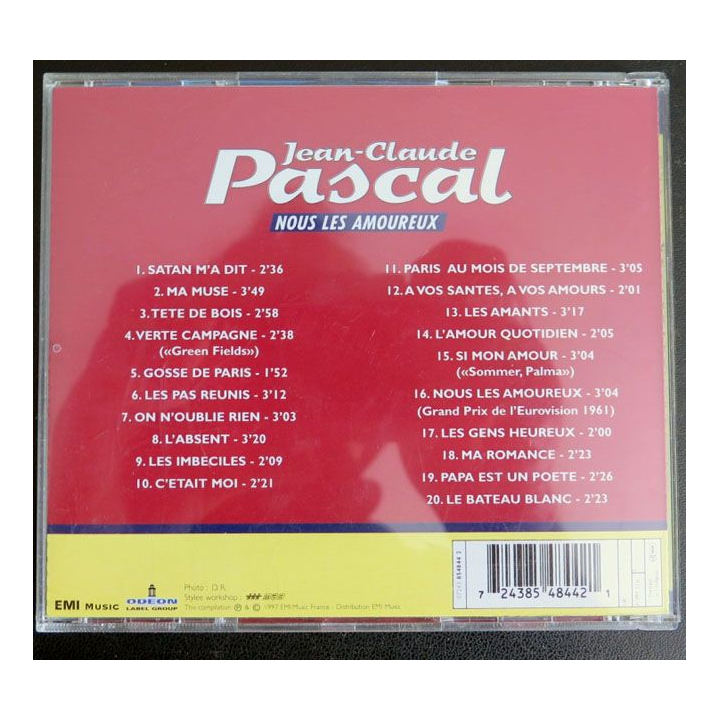 Jean-Claude
Pascal
NOUS LES AMOUREUX
1. SATAN M'A DIT - 2'36
2. MA MUSE - 3'49
3. TETE DE BOIS - 2'58
4. VERTE CAMPAGNE - 2'38
(«Green Fields»)
5. GOSSE DE PARIS - 1'52
6. LES PAS REUNIS - 3'12
7. ON N'OUBLIE RIEN - 3'03
8. L'ABSENT - 3'20
9. LES IMBECILES - 2'09
10. C'ETAIT MOI - 2'21
11. PARIS AU MOIS DE SEPTEMBRE - 3'05
12. A VOS SANTES, A VOS AMOURS - 2'01
13. LES AMANTS - 3'17
14. L'AMOUR QUOTIDIEN - 2'05
15. SI MON AMOUR - 3'04
(«Sommer, Palma»)
16. NOUS LES AMOUREUX - 3'04
(Grand Prix de l'Eurovision 1961)
17. LES GENS HEUREUX - 2'00
18. MA ROMANCE - 2'23
19. PAPA EST UN POETE - 2'26
20. LE BATEAU BLANC - 2'23
EMI MUSIC
ODEON
LABEL GROUP
Photo : D. R.
Stylee workshop :
This compilation ℗ & © 1997 EMI Music France - Distribution EMI Music
7 24385 48442 1